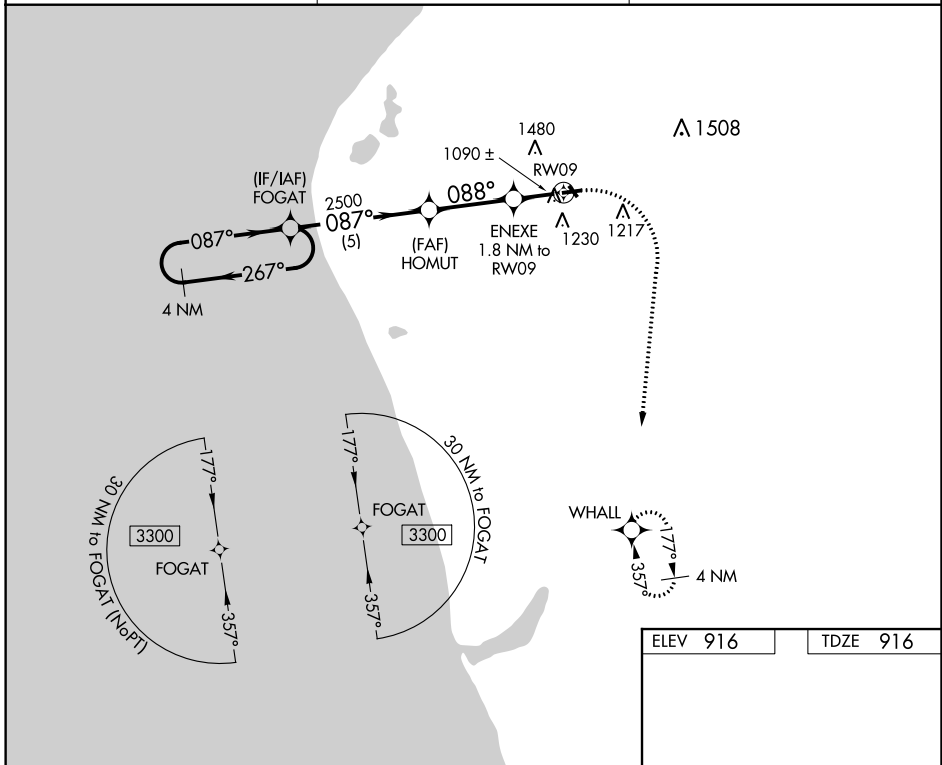 1508
1480
1090 ±
RW09
(IF/IAF)
FOGAT
2500
087°
(5)
088°
087°
267°
4 NM
(FAF)
HOMUT
ENEXE
1.8 NM to
RW09
1230
1217
177°
30 NM to FOGAT (NoPT)
3300
FOGAT
357°
177°
30 NM to FOGAT
FOGAT
3300
357°
WHALL
177°
357°
4 NM
ELEV 916
TDZE 916